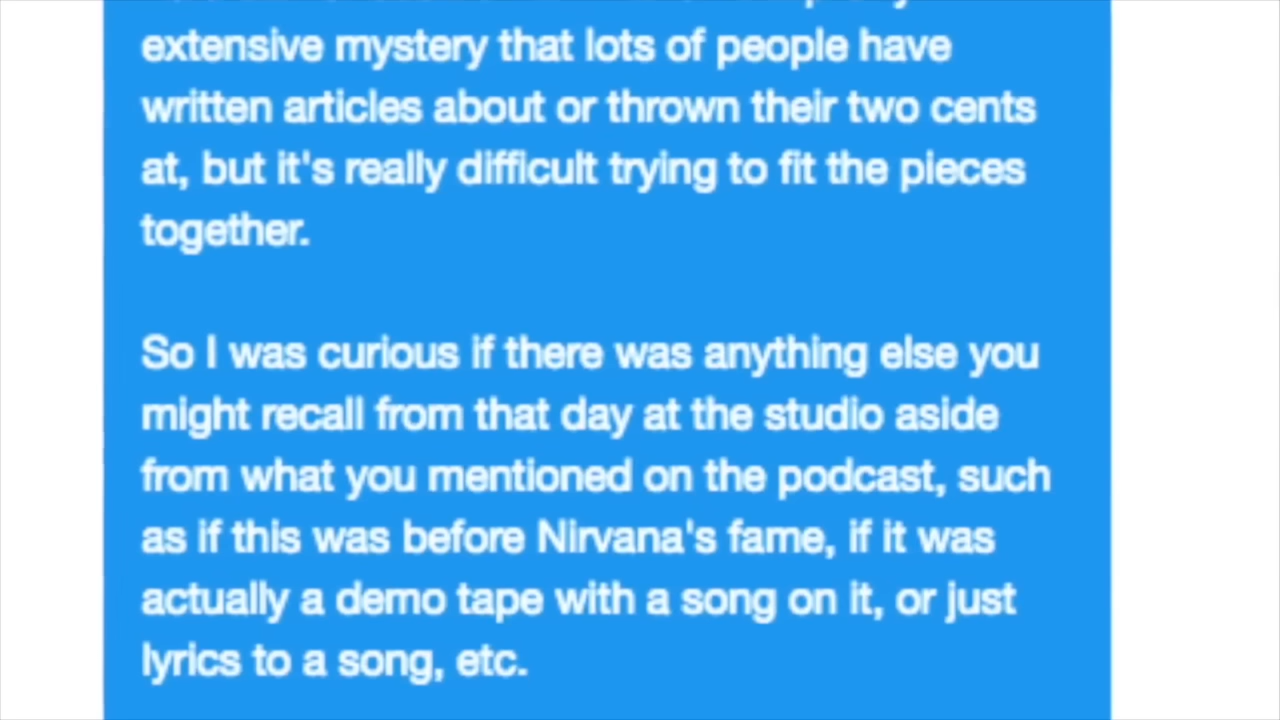 extensive mystery that lots of people have
written articles about or thrown their two cents
at, but it's really difficult trying to fit the pieces
together.
So I was curious if there was anything else you
might recall from that day at the studio aside
from what you mentioned on the podcast, such
as if this was before Nirvana's fame, if it was
actually a demo tape with a song on it, or just
lyrics to a song, etc.